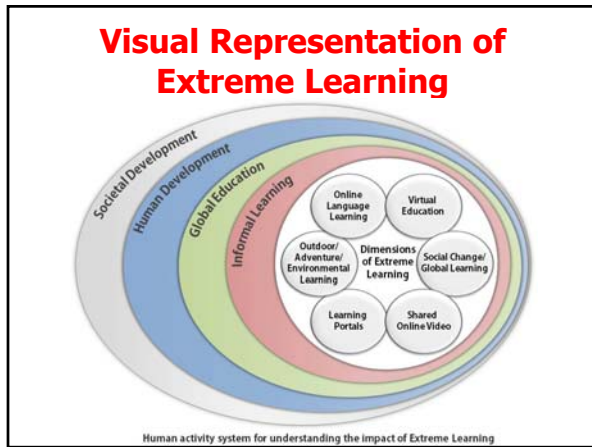 Visual Representation of
Extreme Learning
Societal Development
Human Development
Global Education
Informal Learning
Online
Language
Learning
Virtual
Education
Outdoor/
Adventure/
Environmental
Learning
Dimensions
of Extreme
Learning
Social Change/
Global Learning
Learning
Portals
Shared
Online Video
Human activity system for understanding the impact of Extreme Learning